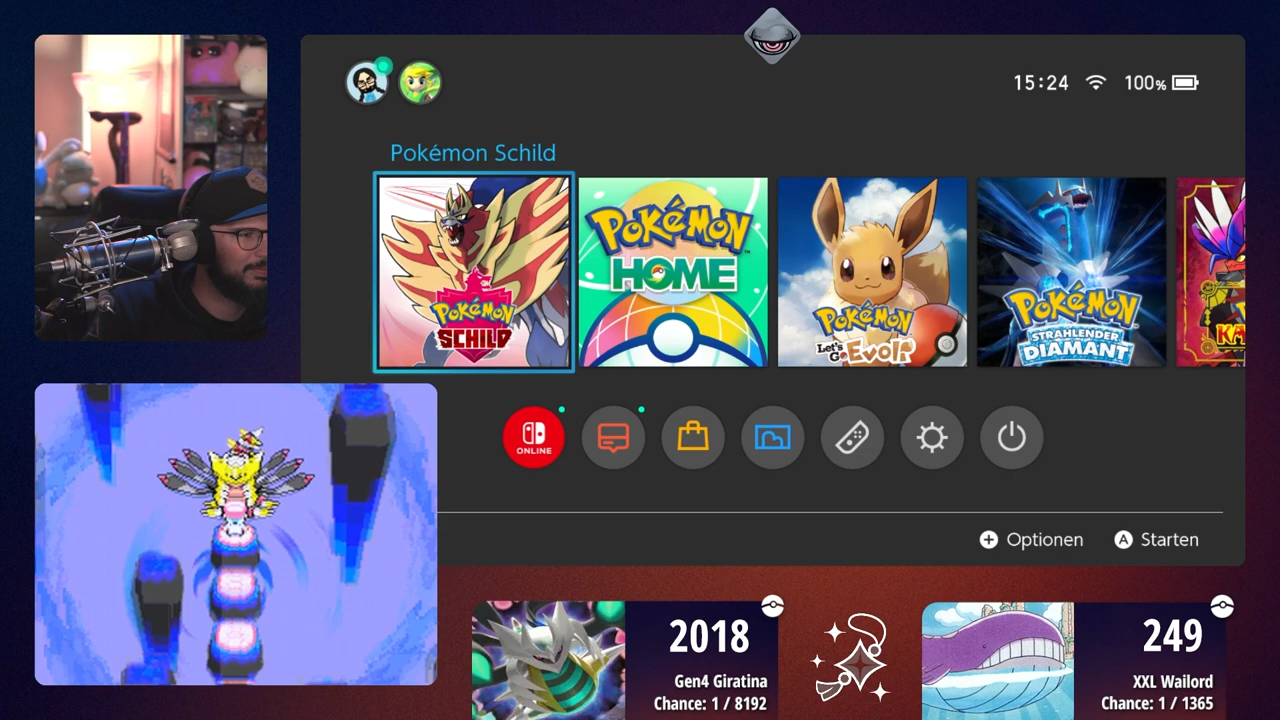 15:24
100%
Pokémon Schild
POKéMON
SCHILD
POKéMON
HOME
POKéMON
Let's
Go Evoli
POKéMON
STRAHLENDER
DIAMANT
KA
ONLINE
Optionen
A Starten
2018
Gen4 Giratina
Chance: 1 / 8192
249
XXL Wailord
Chance: 1 / 1365